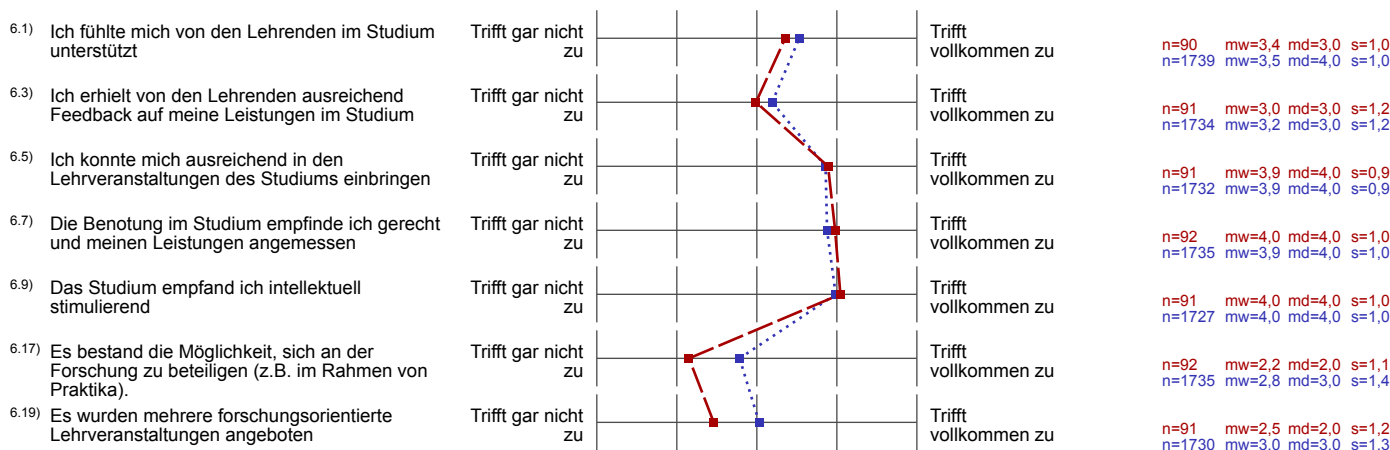 6.1) Ich fühlte mich von den Lehrenden im Studium
unterstützt
Trifft gar nicht
zu
Trifft
vollkommen zu
n=90 mw=3,4 md=3,0 s=1,0
n=1739 mw=3,5 md=4,0 s=1,0
6.3) Ich erhielt von den Lehrenden ausreichend
Feedback auf meine Leistungen im Studium
Trifft gar nicht
zu
Trifft
vollkommen zu
n=91 mw=3,0 md=3,0 s=1,2
n=1734 mw=3,2 md=3,0 s=1,2
6.5) Ich konnte mich ausreichend in den
Lehrveranstaltungen des Studiums einbringen
Trifft gar nicht
zu
Trifft
vollkommen zu
n=91 mw=3,9 md=4,0 s=0,9
n=1732 mw=3,9 md=4,0 s=0,9
6.7) Die Benotung im Studium empfinde ich gerecht
und meinen Leistungen angemessen
Trifft gar nicht
zu
Trifft
vollkommen zu
n=92 mw=4,0 md=4,0 s=1,0
n=1735 mw=3,9 md=4,0 s=1,0
6.9) Das Studium empfand ich intellektuell
stimulierend
Trifft gar nicht
zu
Trifft
vollkommen zu
n=91 mw=4,0 md=4,0 s=1,0
n=1727 mw=4,0 md=4,0 s=1,0
6.17) Es bestand die Möglichkeit, sich an der
Forschung zu beteiligen (z.B. im Rahmen von
Praktika).
Trifft gar nicht
zu
Trifft
vollkommen zu
n=92 mw=2,2 md=2,0 s=1,1
n=1735 mw=2,8 md=3,0 s=1,4
6.19) Es wurden mehrere forschungsorientierte
Lehrveranstaltungen angeboten
Trifft gar nicht
zu
Trifft
vollkommen zu
n=91 mw=2,5 md=2,0 s=1,2
n=1730 mw=3,0 md=3,0 s=1,3